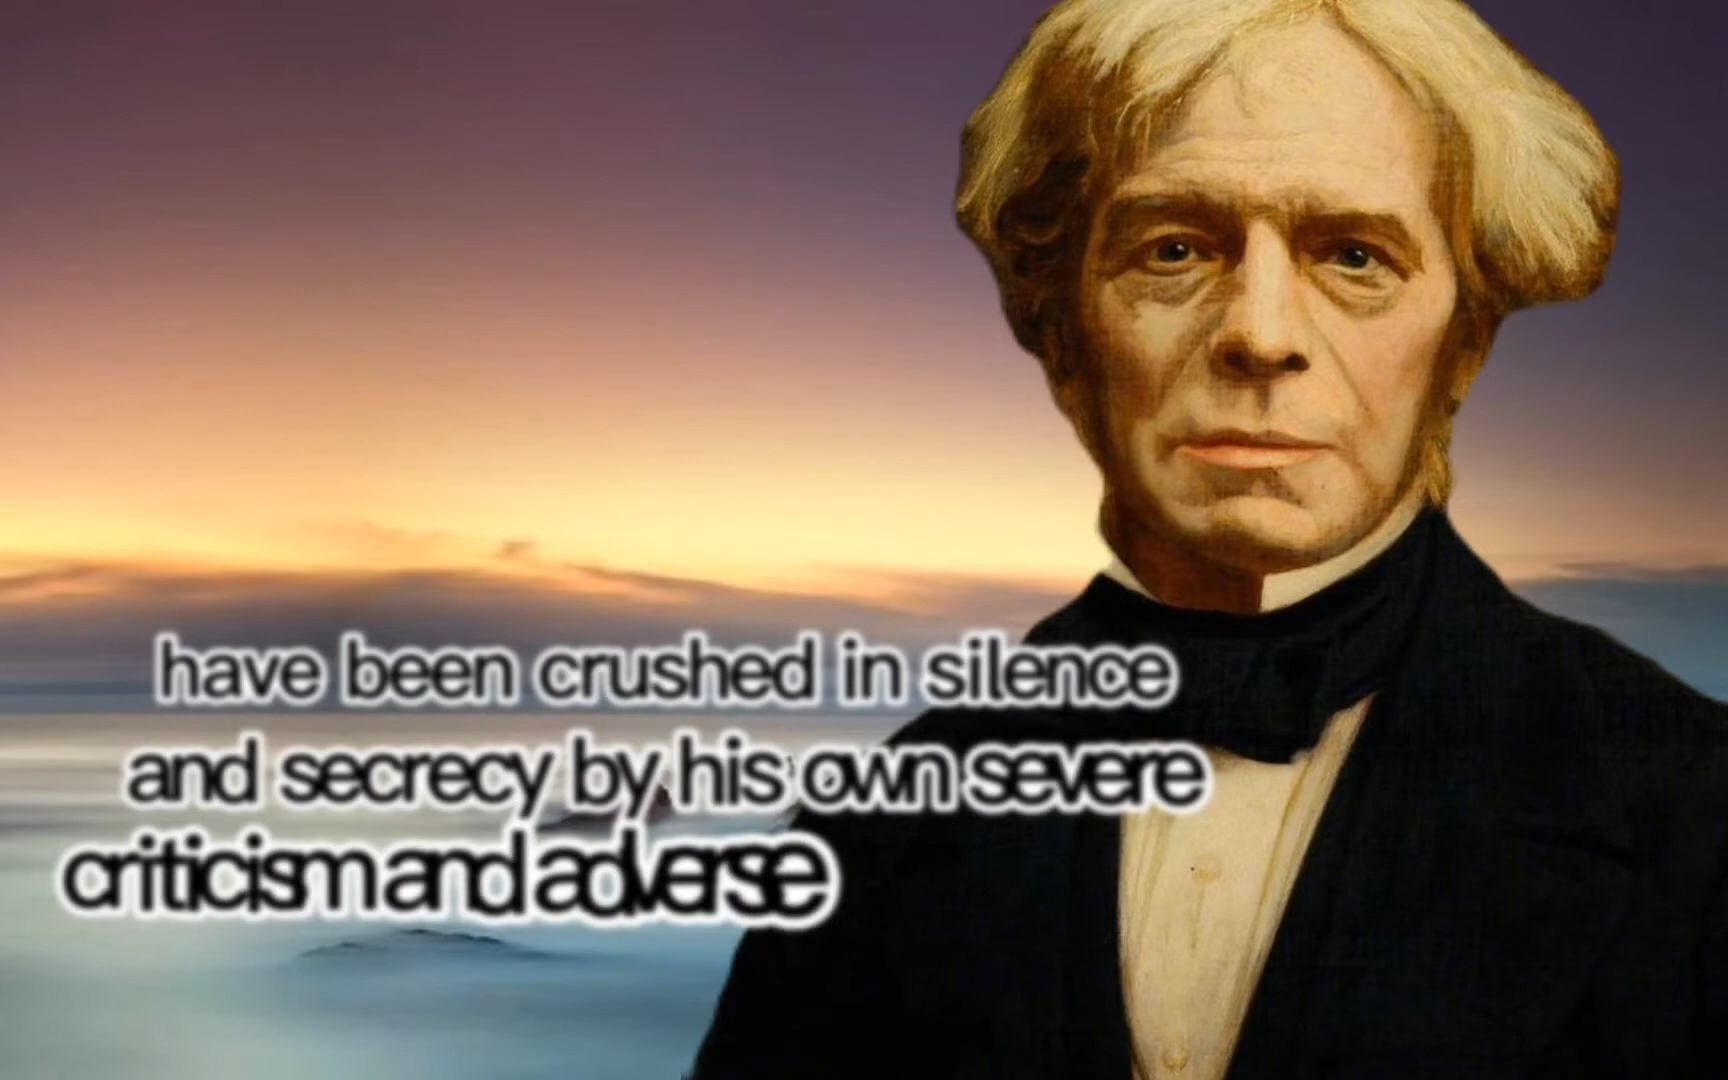 have been crushed in silence
and secrecy by his own severe
criticism and adverse